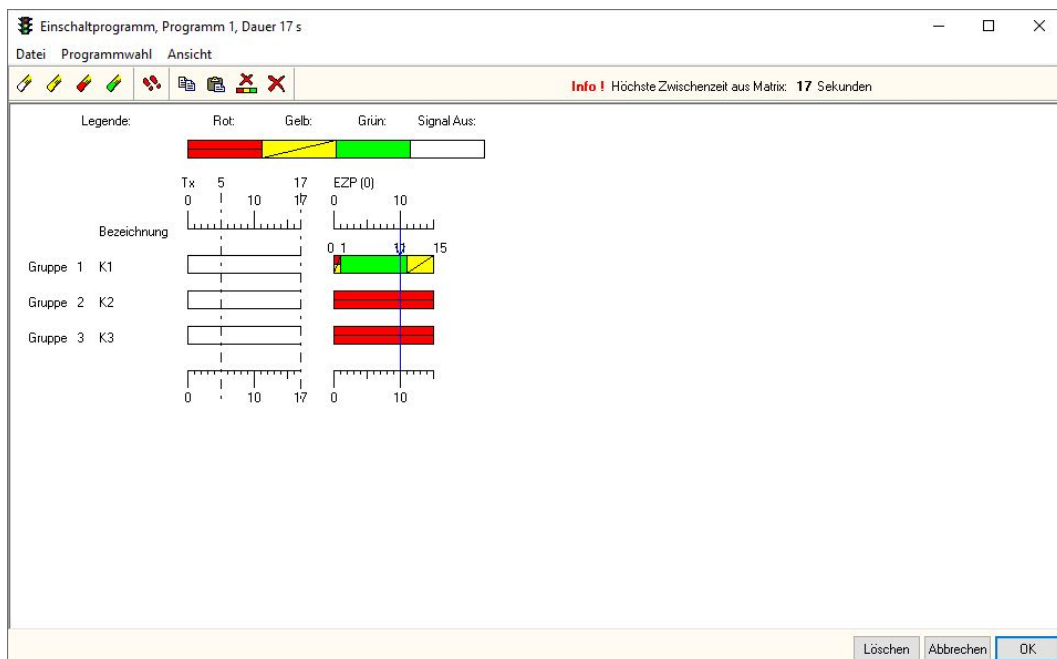 Einschaltprogramm, Programm 1, Dauer 17 s
Datei Programmwahl Ansicht
Info ! Höchste Zwischenzeit aus Matrix: 17 Sekunden
Legende: Rot: Gelb: Grün: Signal Aus:
Tx 5 17 EZP (0)
0 10 17 0 10
Bezeichnung
0 1 11 15
Gruppe 1 K1
Gruppe 2 K2
Gruppe 3 K3
0 10 17 0 10
Löschen Abbrechen OK